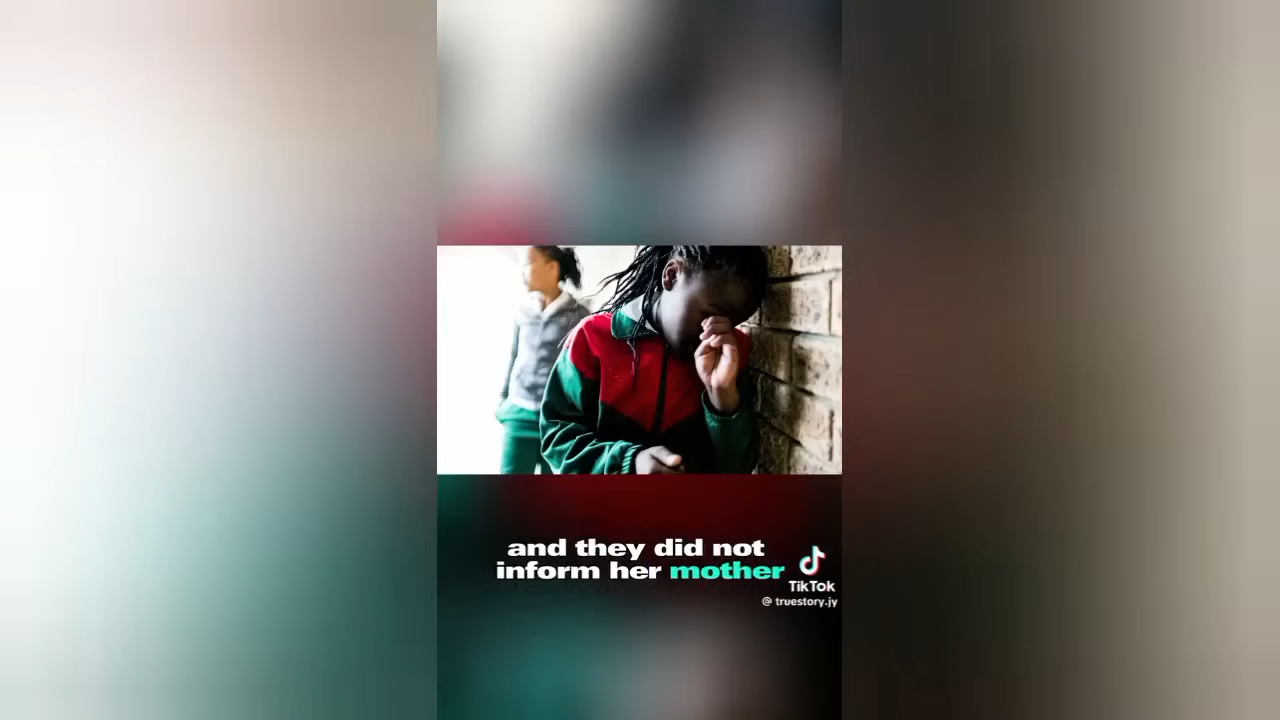 and they did not
inform her mother
TikTok
@ truestory.jy